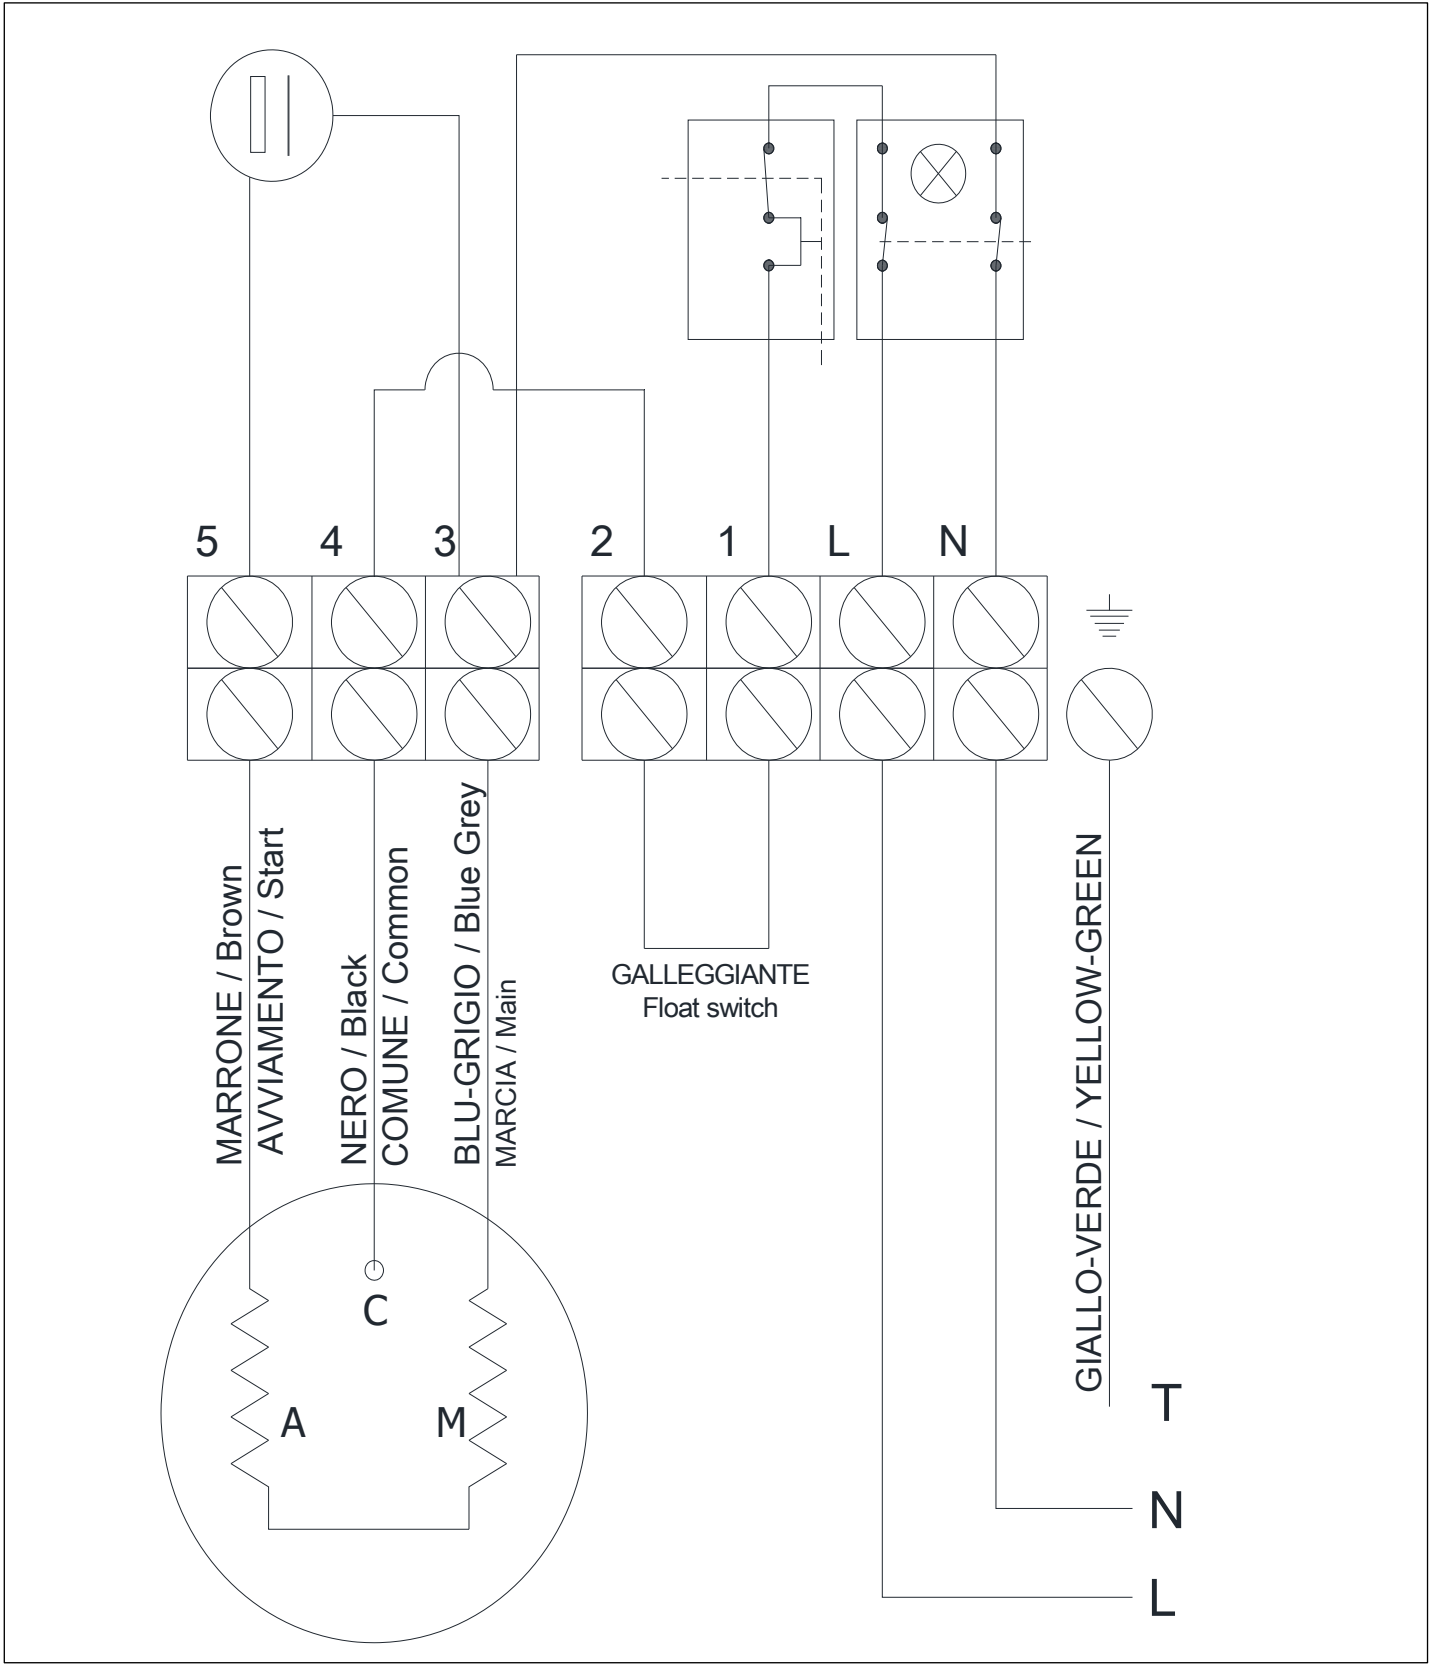 5 4 3 2 1 L N
MARRONE / Brown
AVVIAMENTO / Start
NERO / Black
COMUNE / Common
BLU-GRIGIO / Blue Grey
MARCIA / Main
GALLEGGIANTE
Float switch
GIALLO-VERDE / YELLOW-GREEN
C
A M
T
N
L